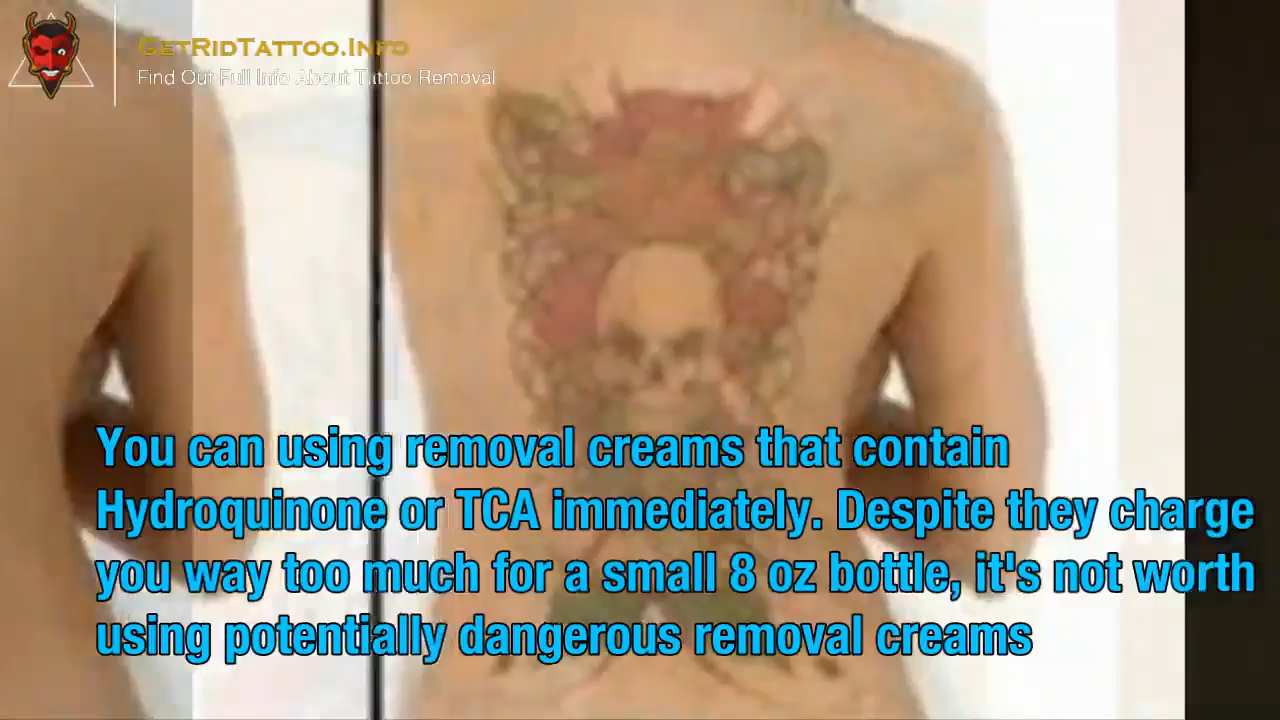 GetRidTattoo.Info
Find Out Full Info About Tattoo Removal
You can using removal creams that contain
Hydroquinone or TCA immediately. Despite they charge
you way too much for a small 8 oz bottle, it's not worth
using potentially dangerous removal creams